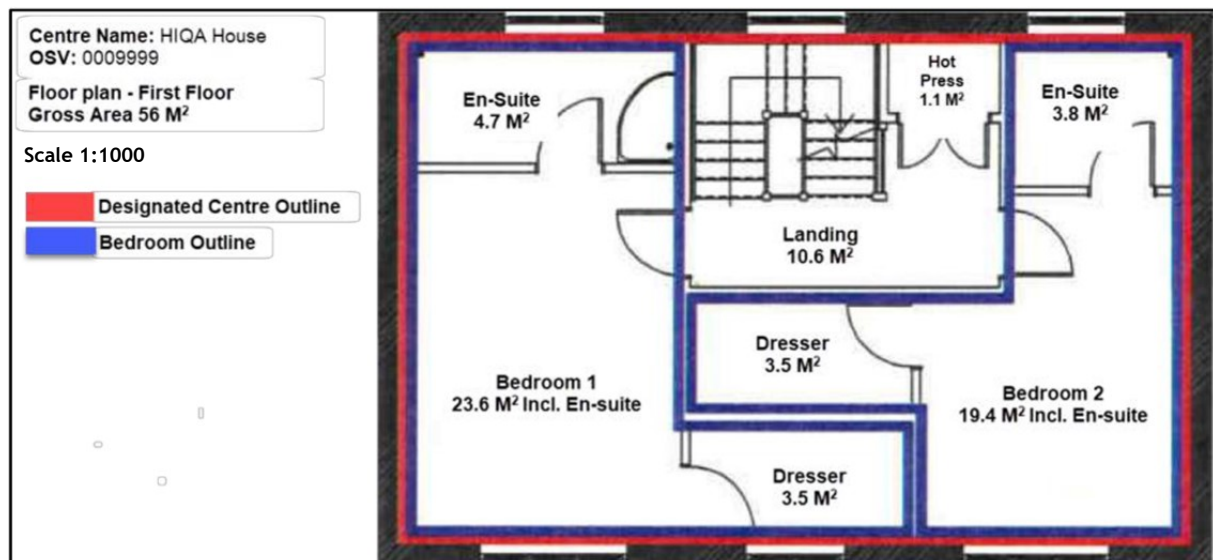 Centre Name: HIQA House
OSV: 0009999
Floor plan - First Floor
Gross Area 56 M²
Scale 1:1000
Designated Centre Outline
Bedroom Outline
En-Suite
4.7 M²
Hot
Press
1.1 M²
En-Suite
3.8 M²
Landing
10.6 M²
Dresser
3.5 M²
Bedroom 1
23.6 M² Incl. En-suite
Bedroom 2
19.4 M² Incl. En-suite
Dresser
3.5 M²